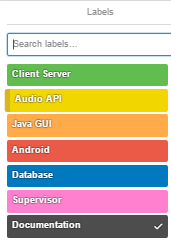 Labels
Search labels...
Client Server
Audio API
Java GUI
Android
Database
Supervisor
Documentation